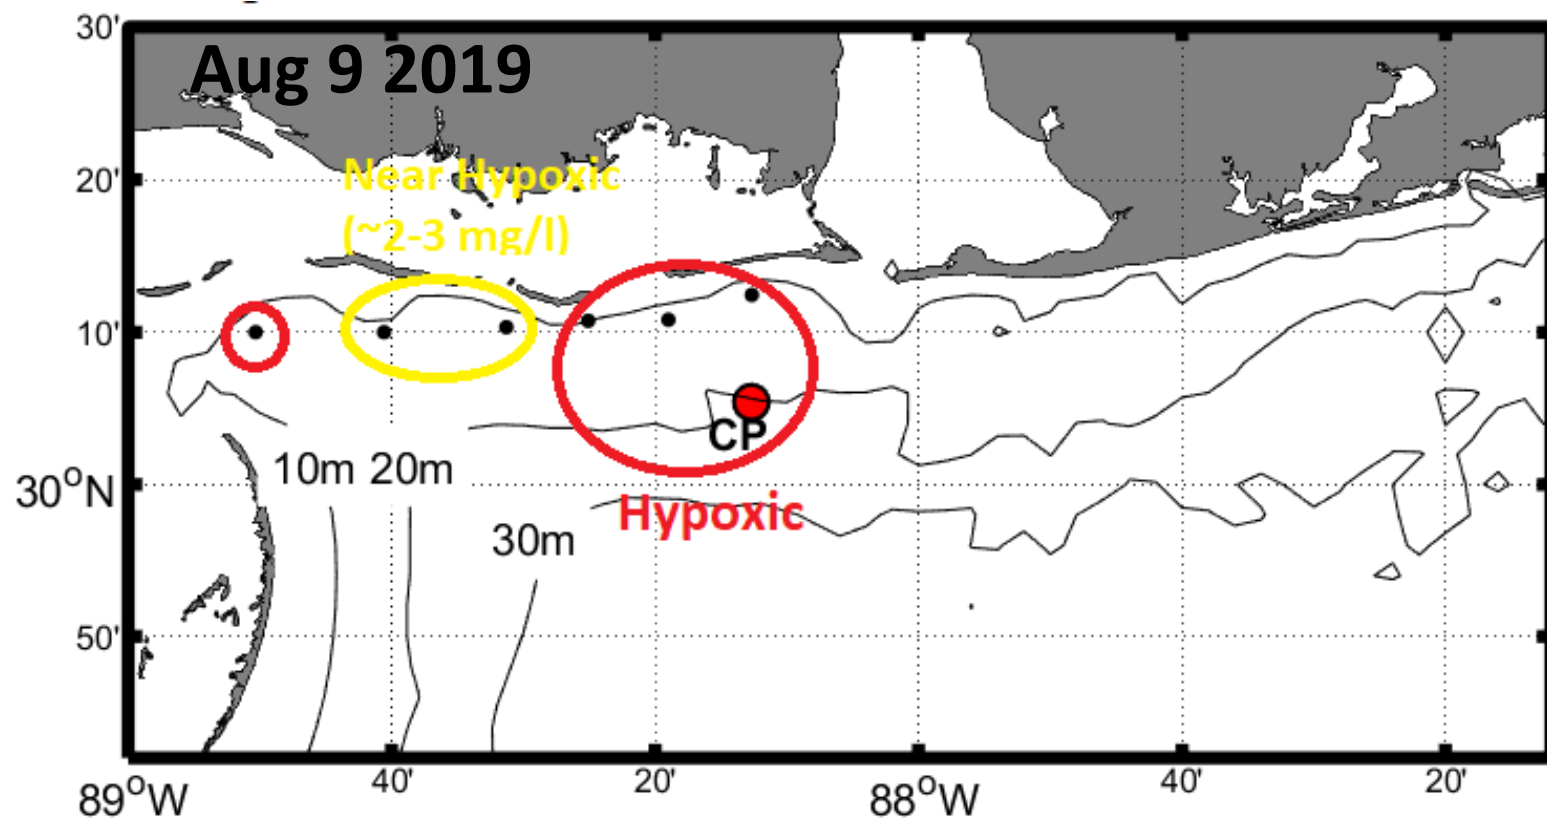 30'
Aug 9 2019
20'
Near Hypoxic
(~2-3 mg/l)
10'
CP
10m 20m
30°N
Hypoxic
30m
50'
89°W
40'
20'
88°W
40'
20'